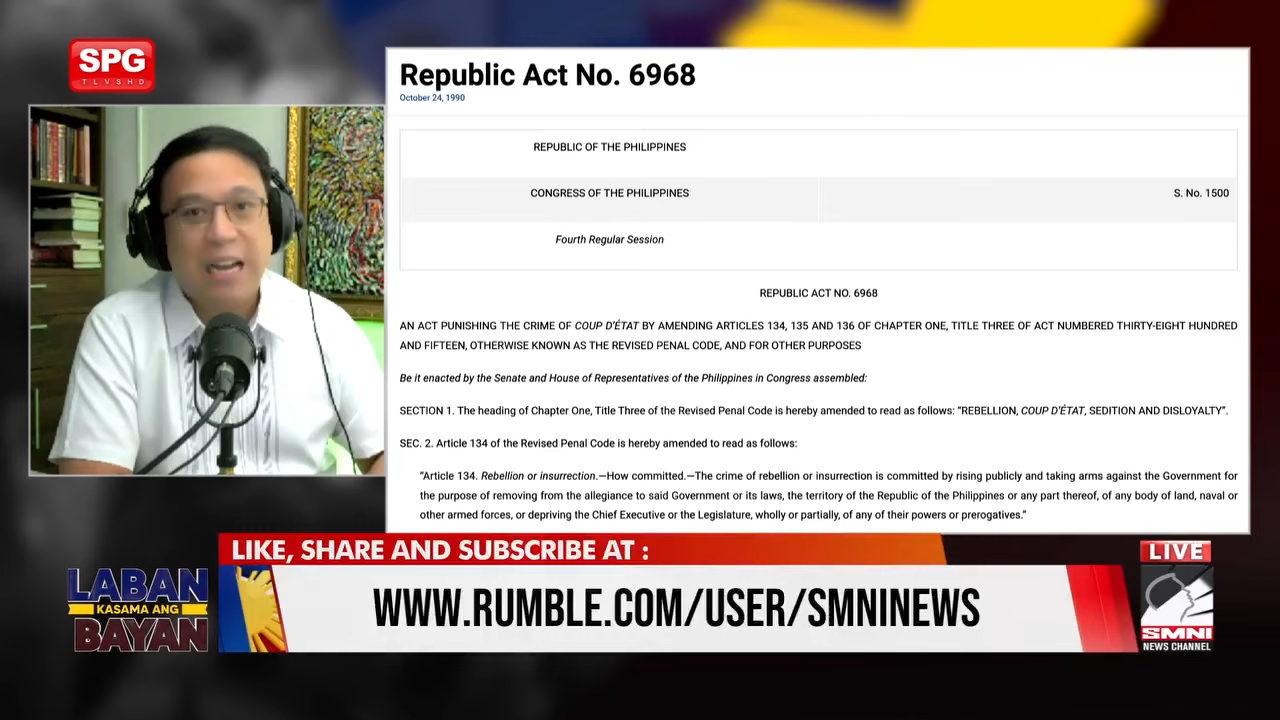 SPG
TLVSHD
Republic Act No. 6968
October 24, 1990
REPUBLIC OF THE PHILIPPINES
CONGRESS OF THE PHILIPPINES S. No. 1500
Fourth Regular Session
REPUBLIC ACT NO. 6968
AN ACT PUNISHING THE CRIME OF COUP D'ÉTAT BY AMENDING ARTICLES 134, 135 AND 136 OF CHAPTER ONE, TITLE THREE OF ACT NUMBERED THIRTY-EIGHT HUNDRED
AND FIFTEEN, OTHERWISE KNOWN AS THE REVISED PENAL CODE, AND FOR OTHER PURPOSES
Be it enacted by the Senate and House of Representatives of the Philippines in Congress assembled:
SECTION 1. The heading of Chapter One, Title Three of the Revised Penal Code is hereby amended to read as follows: “REBELLION, COUP D'ÉTAT, SEDITION AND DISLOYALTY”.
SEC. 2. Article 134 of the Revised Penal Code is hereby amended to read as follows:
“Article 134. Rebellion or insurrection.—How committed.—The crime of rebellion or insurrection is committed by rising publicly and taking arms against the Government for
the purpose of removing from the allegiance to said Government or its laws, the territory of the Republic of the Philippines or any part thereof, of any body of land, naval or
other armed forces, or depriving the Chief Executive or the Legislature, wholly or partially, of any of their powers or prerogatives.”
LIKE, SHARE AND SUBSCRIBE AT :
WWW.RUMBLE.COM/USER/SMNINEWS
LABAN
KASAMA ANG
BAYAN
LIVE
SMNI
NEWS CHANNEL